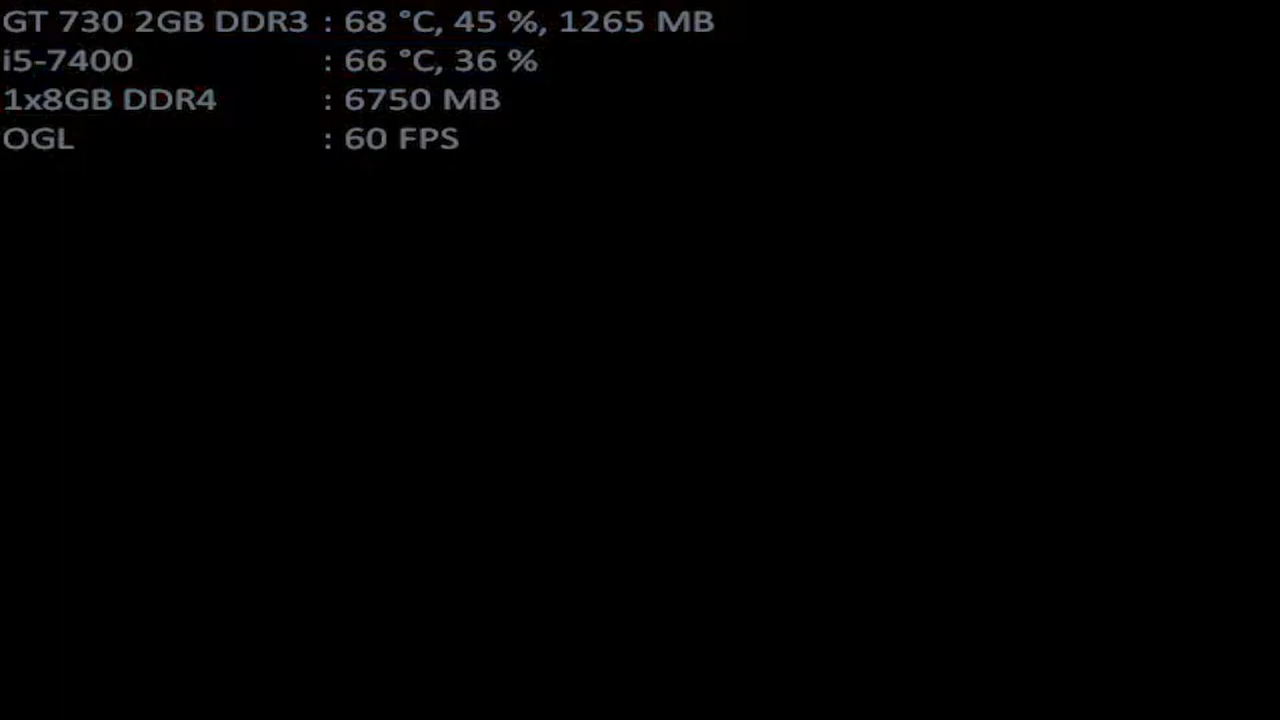 GT 730 2GB DDR3 : 68 °C, 45 %, 1265 MB
i5-7400 : 66 °C, 36 %
1x8GB DDR4 : 6750 MB
OGL : 60 FPS